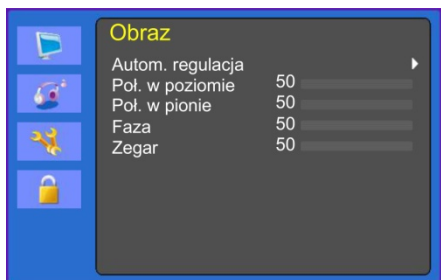 Obraz
Autom. regulacja
Poł. w poziomie 50
Poł. w pionie 50
Faza 50
Zegar 50